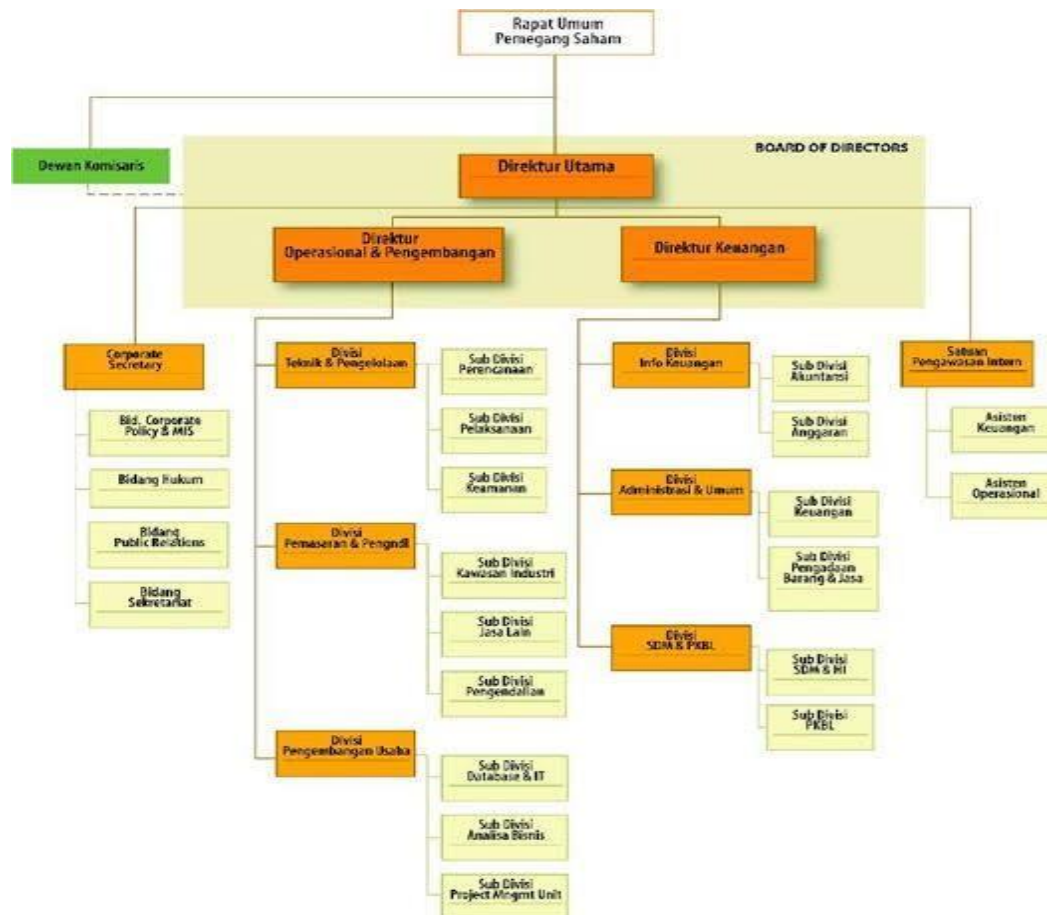 Rapat Umum
Pemegang Saham
Dewan Komisaris
BOARD OF DIRECTORS
Direktur Utama
Direktur
Operasional & Pengembangan
Direktur Keuangan
Corporate
Secretary
Bid. Corporate
Policy & MIS
Bidang Hukum
Bidang
Public Relations
Bidang
Sekretariat
Divisi
Teknik & Pengelolaan
Sub Divisi
Perencanaan
Sub Divisi
Pelaksanaan
Sub Divisi
Keamanan
Divisi
Pemasaran & Pengndl
Sub Divisi
Kawasan Industri
Sub Divisi
Jasa Lain
Sub Divisi
Pengendalian
Divisi
Pengembangan Usaha
Sub Divisi
Database & IT
Sub Divisi
Analisa Bisnis
Sub Divisi
Project Mngmt Unit
Divisi
Info Keuangan
Sub Divisi
Akuntansi
Sub Divisi
Anggaran
Divisi
Administrasi & Umum
Sub Divisi
Keuangan
Sub Divisi
Pengadaan
Barang & Jasa
Divisi
SDM & PKBL
Sub Divisi
SDM & HI
Sub Divisi
PKBL
Satuan
Pengawasan Intern
Asisten
Keuangan
Asisten
Operasional